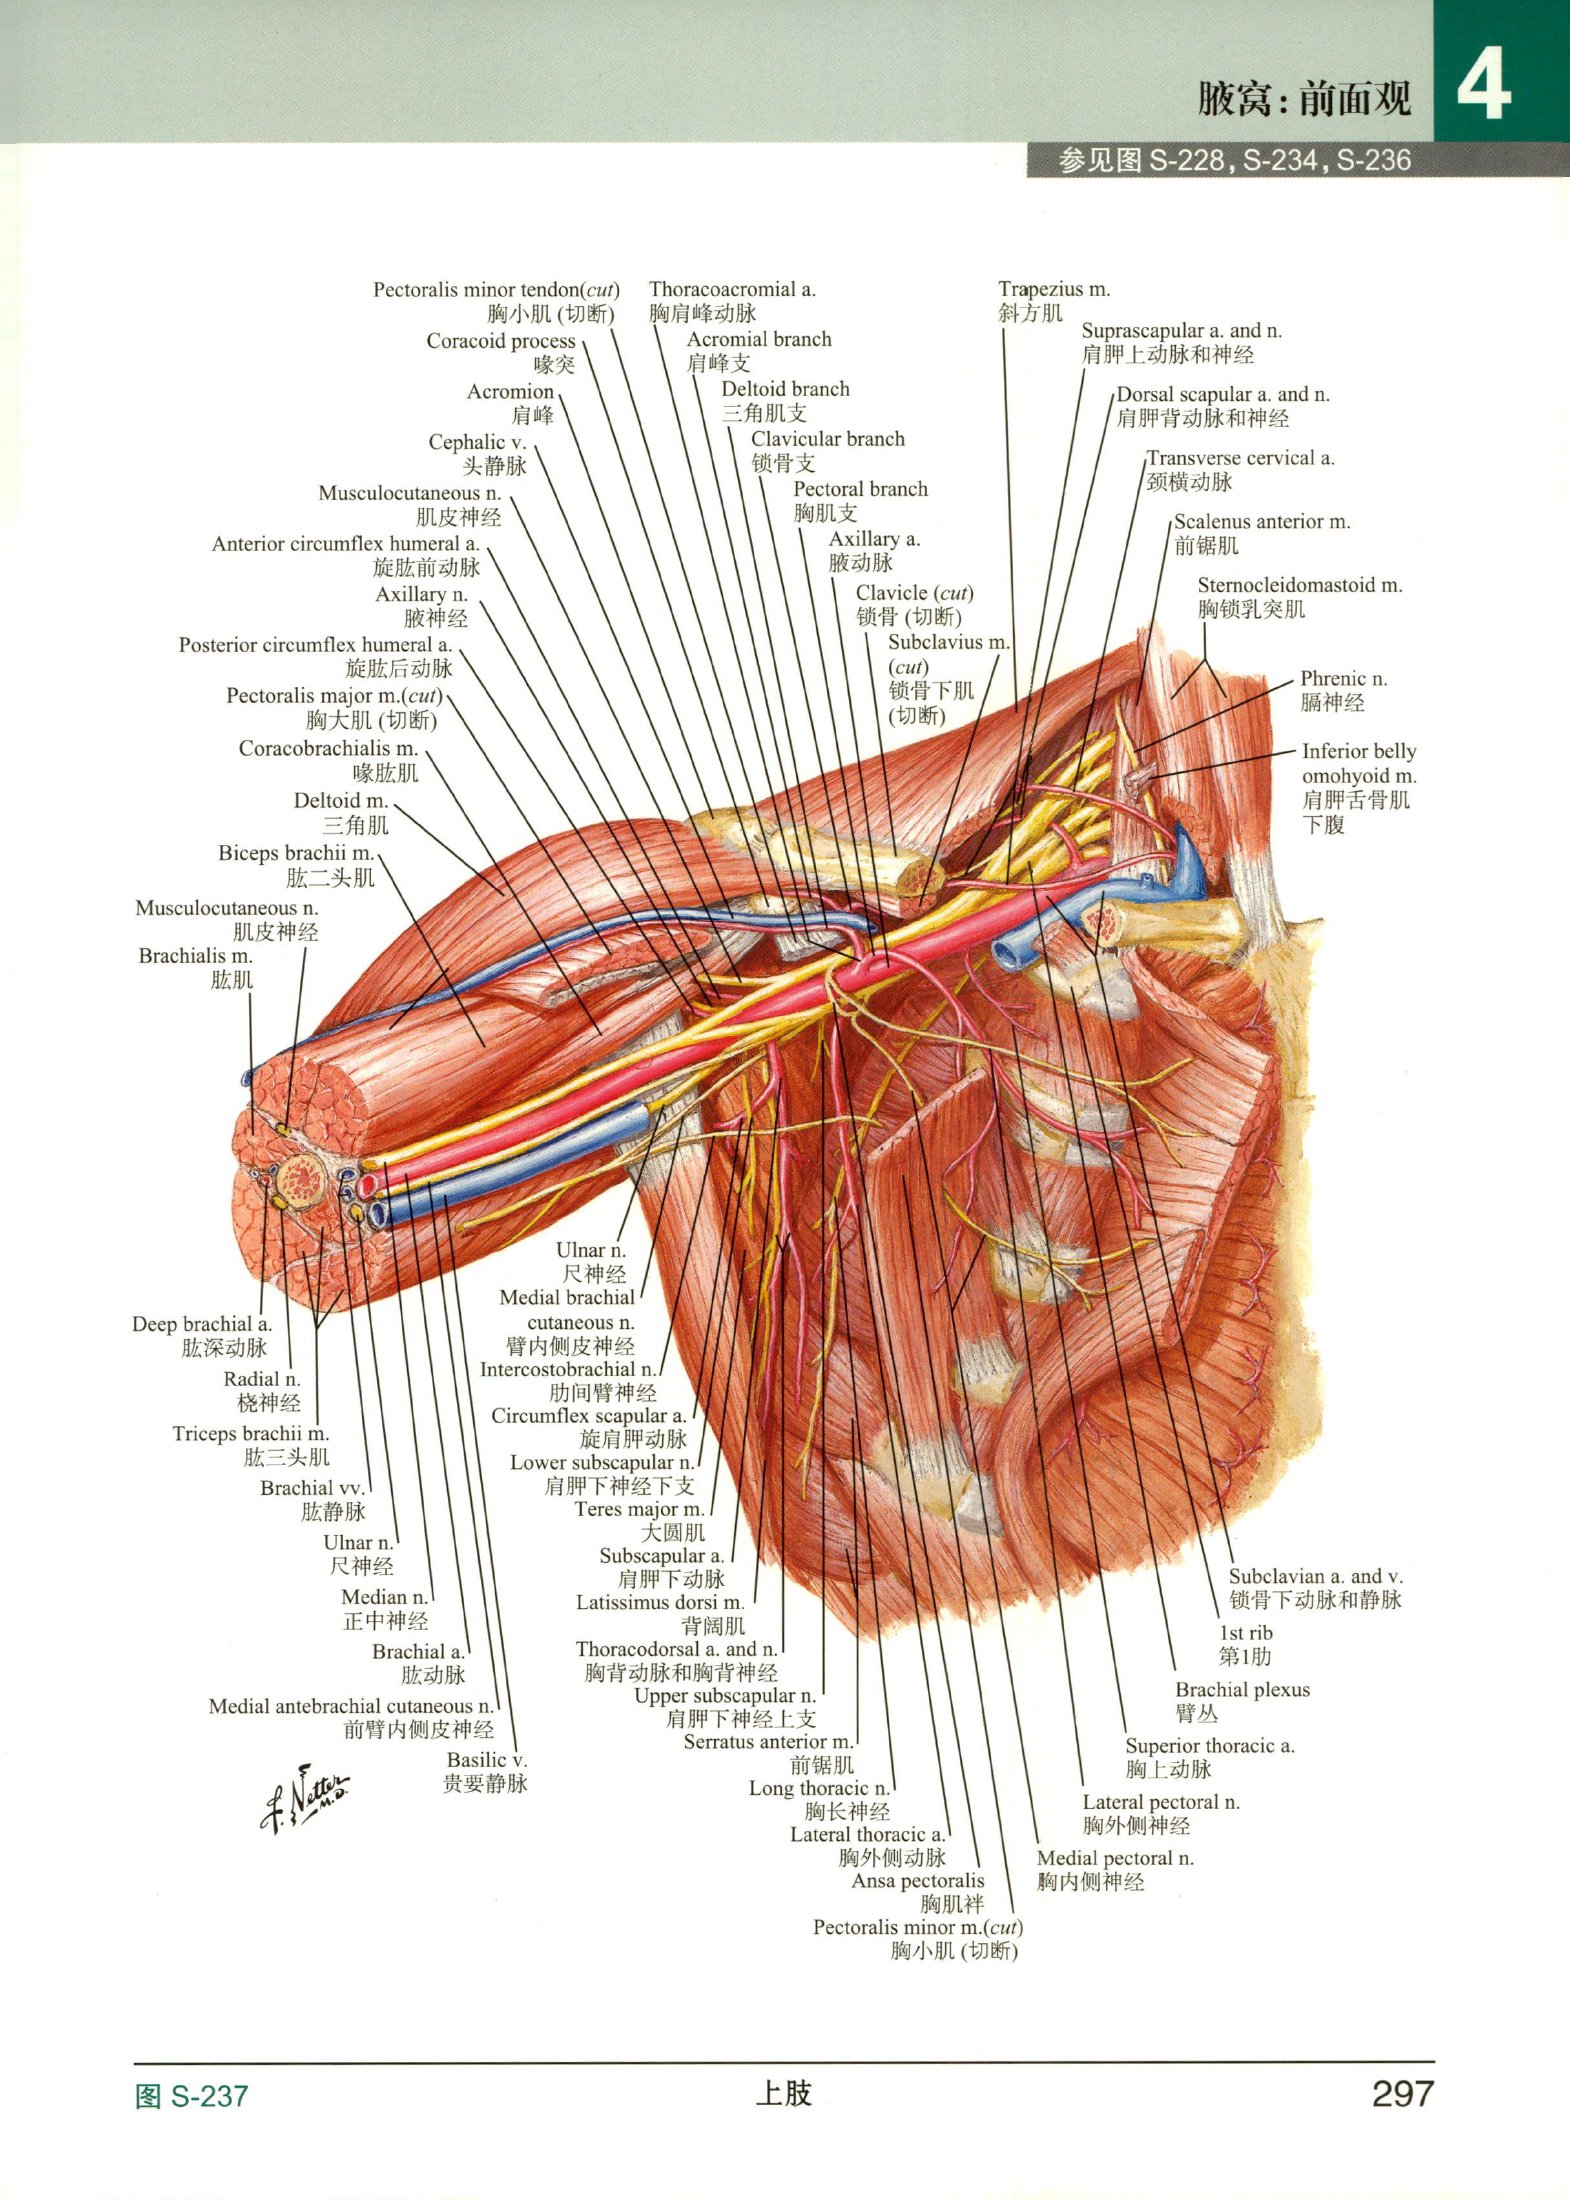 腋窝：前面观
4
参见图 S-228, S-234, S-236
Pectoralis minor tendon(cut)
胸小肌 (切断)
Coracoid process
喙突
Acromion
肩峰
Cephalic v.
头静脉
Musculocutaneous n.
肌皮神经
Anterior circumflex humeral a.
旋肱前动脉
Axillary n.
腋神经
Posterior circumflex humeral a.
旋肱后动脉
Pectoralis major m.(cut)
胸大肌 (切断)
Coracobrachialis m.
喙肱肌
Deltoid m.
三角肌
Biceps brachii m.
肱二头肌
Musculocutaneous n.
肌皮神经
Brachialis m.
肱肌
Thoracoacromial a.
胸肩峰动脉
Acromial branch
肩峰支
Deltoid branch
三角肌支
Clavicular branch
锁骨支
Pectoral branch
胸肌支
Axillary a.
腋动脉
Clavicle (cut)
锁骨 (切断)
Subclavius m.
(cut)
锁骨下肌
(切断)
Trapezius m.
斜方肌
Suprascapular a. and n.
肩胛上动脉和神经
Dorsal scapular a. and n.
肩胛背动脉和神经
Transverse cervical a.
颈横动脉
Scalenus anterior m.
前锯肌
Sternocleidomastoid m.
胸锁乳突肌
Phrenic n.
膈神经
Inferior belly
omohyoid m.
肩胛舌骨肌
下腹
Deep brachial a.
肱深动脉
Radial n.
桡神经
Triceps brachii m.
肱三头肌
Brachial vv.
肱静脉
Ulnar n.
尺神经
Median n.
正中神经
Brachial a.
肱动脉
Medial antebrachial cutaneous n.
前臂内侧皮神经
Basilic v.
贵要静脉
Ulnar n.
尺神经
Medial brachial
cutaneous n.
臂内侧皮神经
Intercostobrachial n.
肋间臂神经
Circumflex scapular a.
旋肩胛动脉
Lower subscapular n.
肩胛下神经下支
Teres major m.
大圆肌
Subscapular a.
肩胛下动脉
Latissimus dorsi m.
背阔肌
Thoracodorsal a. and n.
胸背动脉和胸背神经
Upper subscapular n.
肩胛下神经上支
Serratus anterior m.
前锯肌
Long thoracic n.
胸长神经
Lateral thoracic a.
胸外侧动脉
Ansa pectoralis
胸肌袢
Pectoralis minor m.(cut)
胸小肌 (切断)
Subclavian a. and v.
锁骨下动脉和静脉
1st rib
第1肋
Brachial plexus
臂丛
Superior thoracic a.
胸上动脉
Lateral pectoral n.
胸外侧神经
Medial pectoral n.
胸内侧神经
F. Netter
M.D.
图 S-237
上肢
297